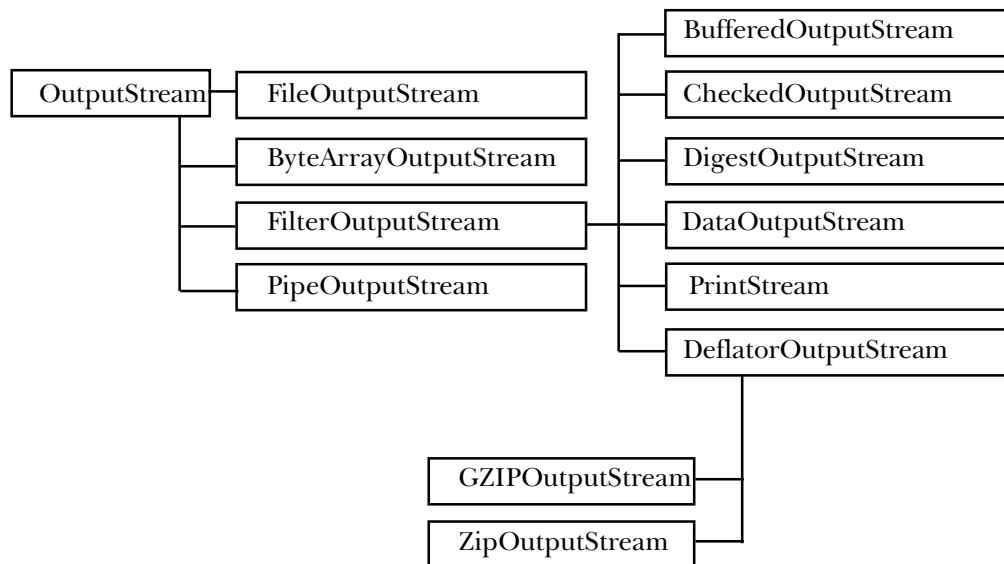 OutputStream
FileOutputStream
ByteArrayOutputStream
FilterOutputStream
PipeOutputStream
BufferedOutputStream
CheckedOutputStream
DigestOutputStream
DataOutputStream
PrintStream
DeflatorOutputStream
GZIPOutputStream
ZipOutputStream